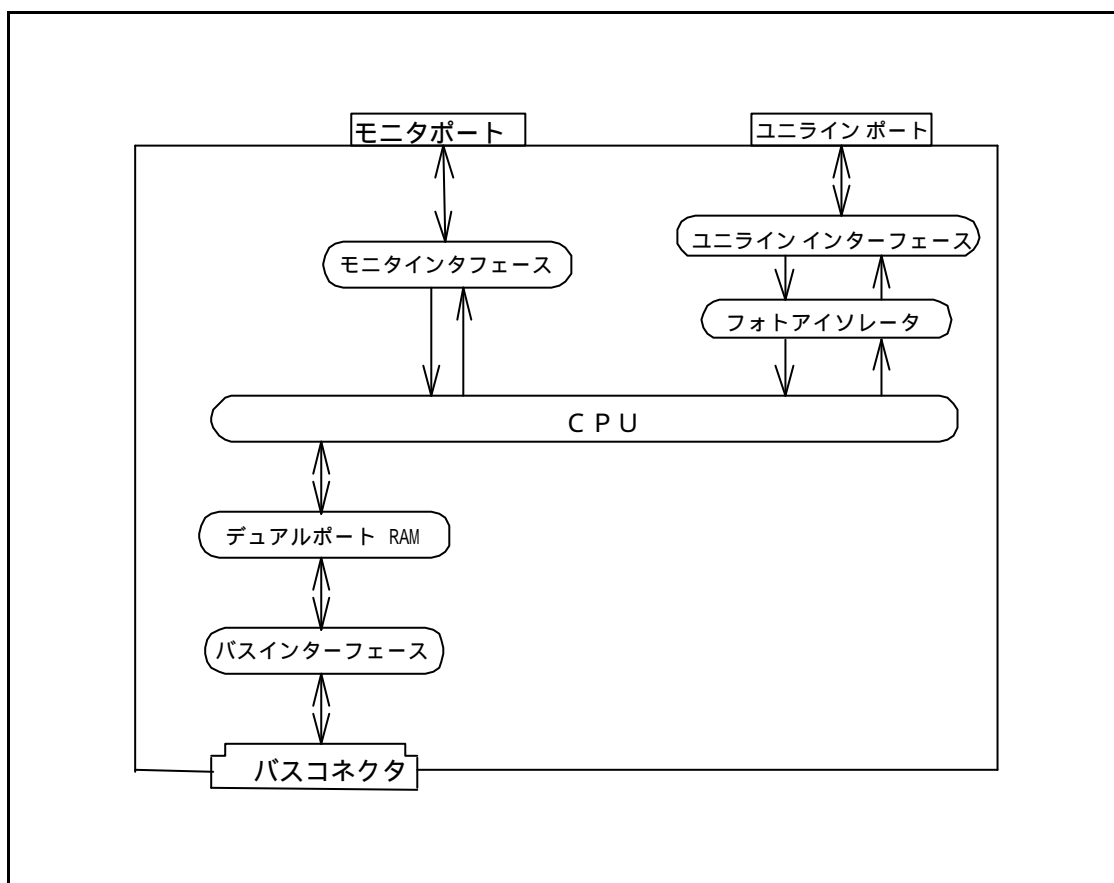 モニタポート
ユニライン ポート
ユニライン インターフェース
モニタインタフェース
フォトアイソレータ
ＣＰＵ
デュアルポート RAM
バスインターフェース
バスコネクタ